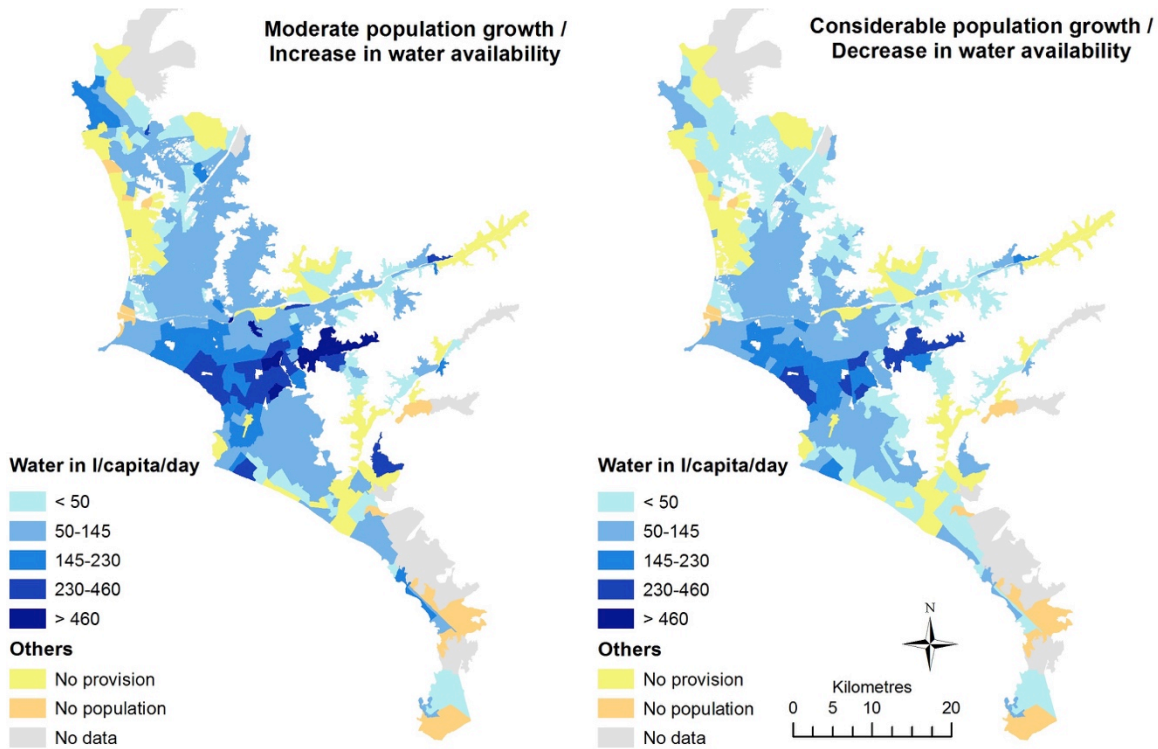 Moderate population growth /
Increase in water availability
Water in l/capita/day
< 50
50-145
145-230
230-460
> 460
Others
No provision
No population
No data
Considerable population growth /
Decrease in water availability
Water in l/capita/day
< 50
50-145
145-230
230-460
> 460
Others
No provision
No population
No data
N
Kilometres
0 5 10 20